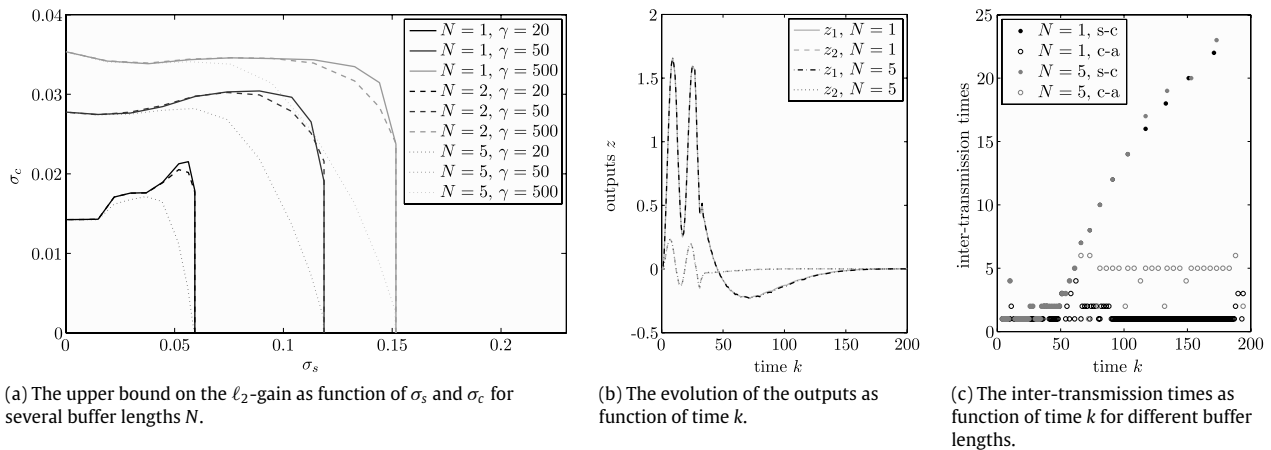 0.04
0.03
0.02
0.01
0
σc
0
0.05
0.1
0.15
0.2
σs
N = 1, γ = 20
N = 1, γ = 50
N = 1, γ = 500
N = 2, γ = 20
N = 2, γ = 50
N = 2, γ = 500
N = 5, γ = 20
N = 5, γ = 50
N = 5, γ = 500
(a) The upper bound on the ℓ2-gain as function of σs and σc for
several buffer lengths N.
2
1.5
1
0.5
0
-0.5
outputs z
0
50
100
150
200
time k
z1, N = 1
z2, N = 1
z1, N = 5
z2, N = 5
(b) The evolution of the outputs as
function of time k.
25
20
15
10
5
0
inter-transmission times
0
50
100
150
200
time k
N = 1, s-c
N = 1, c-a
N = 5, s-c
N = 5, c-a
(c) The inter-transmission times as
function of time k for different buffer
lengths.